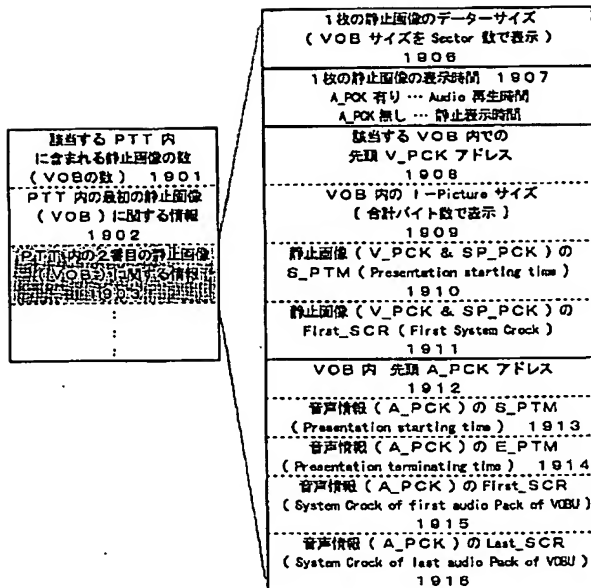 該当する PTT 内
に含まれる静止画像の数
(VOBの数) 1901
PTT 内の最初の静止画像
(VOB)に関する情報
1902
PTT内の2番目の静止画像
(VOB)に関する情報
1903
1枚の静止画像のデーターサイズ
(VOB サイズを Sector 数で表示)
1906
1枚の静止画像の表示時間 1907
A_PCK 有り … Audio 再生時間
A_PCK 無し … 静止表示時間
該当する VOB 内での
先頭 V_PCK アドレス
1908
VOB 内の I-Picture サイズ
(合計バイト数で表示)
1909
静止画像(V_PCK & SP_PCK)の
S_PTM(Presentation starting time)
1910
静止画像(V_PCK & SP_PCK)の
First_SCR(First System Crock)
1911
VOB 内 先頭 A_PCK アドレス
1912
音声情報(A_PCK)の S_PTM
(Presentation starting time) 1913
音声情報(A_PCK)の E_PTM
(Presentation terminating time) 1914
音声情報(A_PCK)の First_SCR
(System Crock of first audio Pack of VOBU)
1915
音声情報(A_PCK)の Last_SCR
(System Crock of last audio Pack of VOBU)
1916